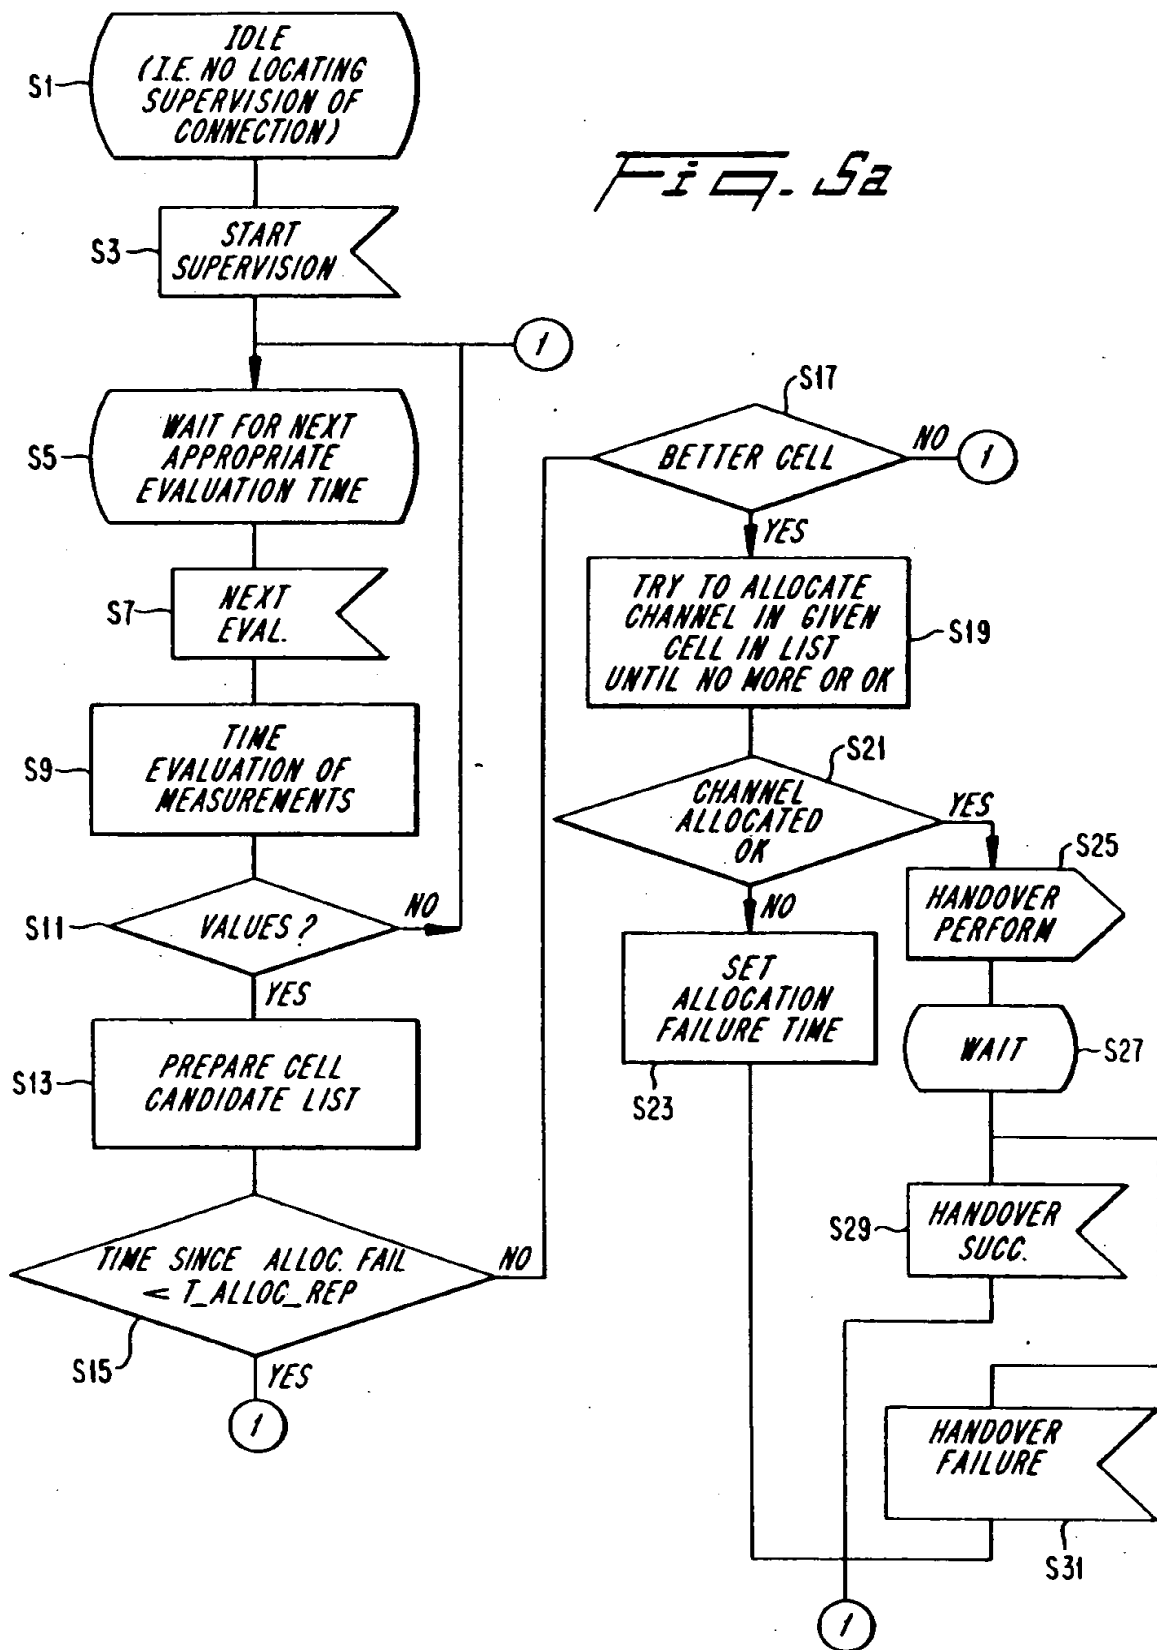 IDLE
(I.E. NO LOCATING
SUPERVISION OF
CONNECTION)
S1
Fig. 5a
START
SUPERVISION
S3
1
WAIT FOR NEXT
APPROPRIATE
EVALUATION TIME
S5
NEXT
EVAL.
S7
TIME
EVALUATION OF
MEASUREMENTS
S9
VALUES?
S11
NO
YES
PREPARE CELL
CANDIDATE LIST
S13
TIME SINCE ALLOC. FAIL
< T_ALLOC_REP
S15
NO
YES
1
S17
BETTER CELL
NO
1
YES
TRY TO ALLOCATE
CHANNEL IN GIVEN
CELL IN LIST
UNTIL NO MORE OR OK
S19
S21
CHANNEL
ALLOCATED
OK
YES
NO
SET
ALLOCATION
FAILURE TIME
S23
S25
HANDOVER
PERFORM
WAIT
S27
S29
HANDOVER
SUCC.
HANDOVER
FAILURE
S31
1